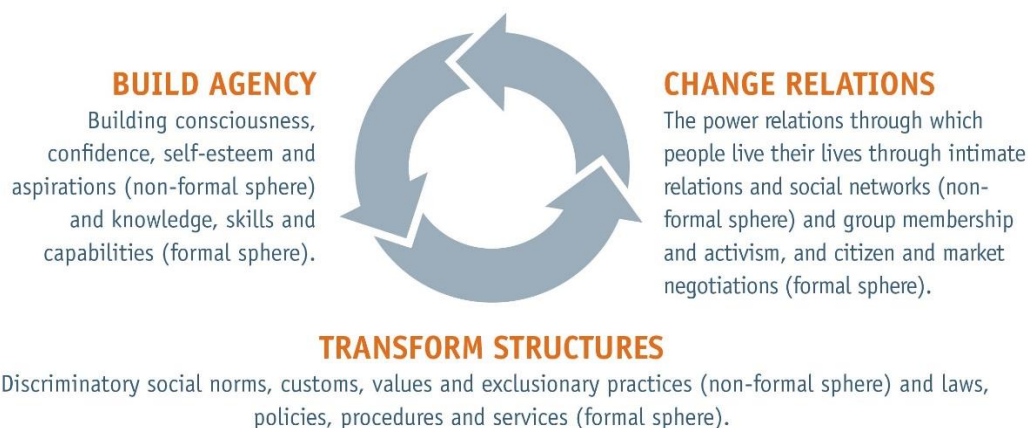 BUILD AGENCY
Building consciousness,
confidence, self-esteem and
aspirations (non-formal sphere)
and knowledge, skills and
capabilities (formal sphere).
CHANGE RELATIONS
The power relations through which
people live their lives through intimate
relations and social networks (non-
formal sphere) and group membership
and activism, and citizen and market
negotiations (formal sphere).
TRANSFORM STRUCTURES
Discriminatory social norms, customs, values and exclusionary practices (non-formal sphere) and laws,
policies, procedures and services (formal sphere).